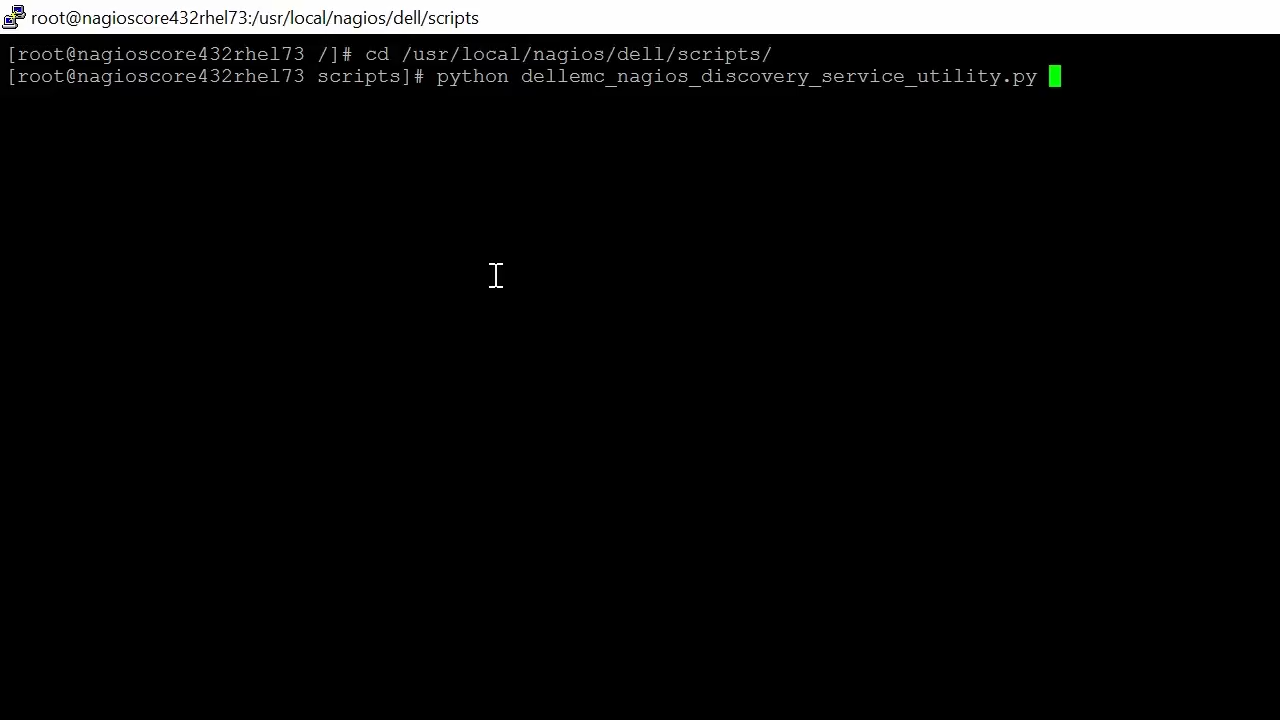 root@nagioscore432rhel73:/usr/local/nagios/dell/scripts
[root@nagioscore432rhel73 /]# cd /usr/local/nagios/dell/scripts/
[root@nagioscore432rhel73 scripts]# python dellemc_nagios_discovery_service_utility.py